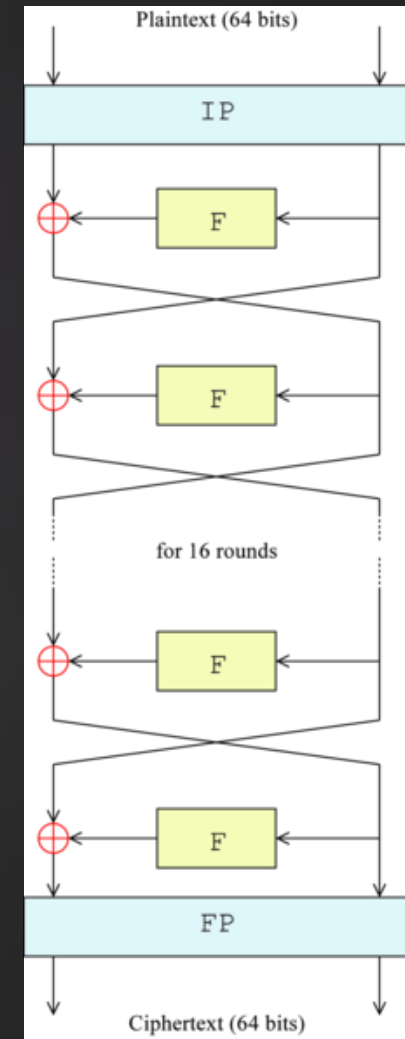 Plaintext (64 bits)
IP
F
F
for 16 rounds
F
F
FP
Ciphertext (64 bits)